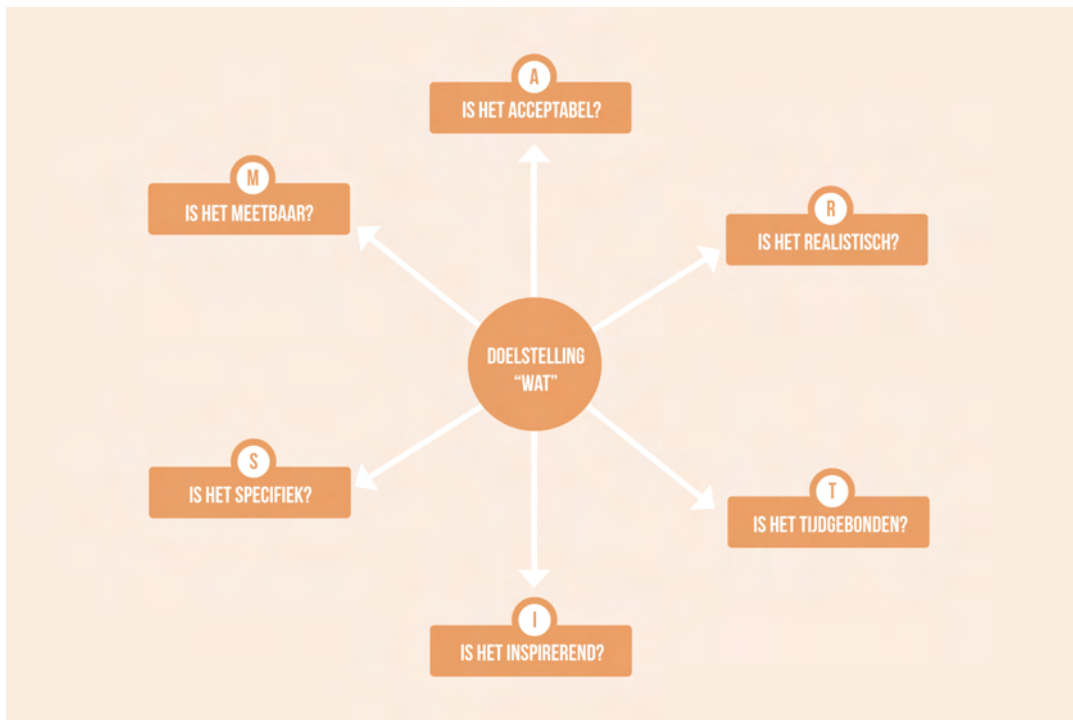 A
IS HET ACCEPTABEL?
M
IS HET MEETBAAR?
R
IS HET REALISTISCH?
DOELSTELLING
“WAT”
S
IS HET SPECIFIEK?
T
IS HET TIJDGEBONDEN?
I
IS HET INSPIREREND?